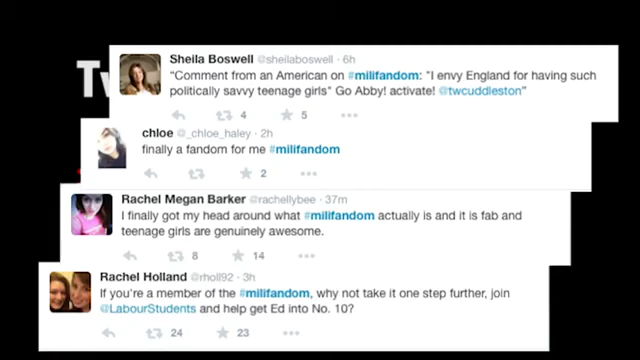 Tw
Sheila Boswell @sheilaboswell · 6h
"Comment from an American on #milifandom: "I envy England for having such
politically savvy teenage girls" Go Abby! activate! @twcuddleston"
4 5
chloe @_chloe_haley · 2h
finally a fandom for me #milifandom
2
Rachel Megan Barker @rachellybee · 37m
I finally got my head around what #milifandom actually is and it is fab and
teenage girls are genuinely awesome.
8 14
Rachel Holland @rholl92 · 3h
If you're a member of the #milifandom, why not take it one step further, join
@LabourStudents and help get Ed into No. 10?
24 23